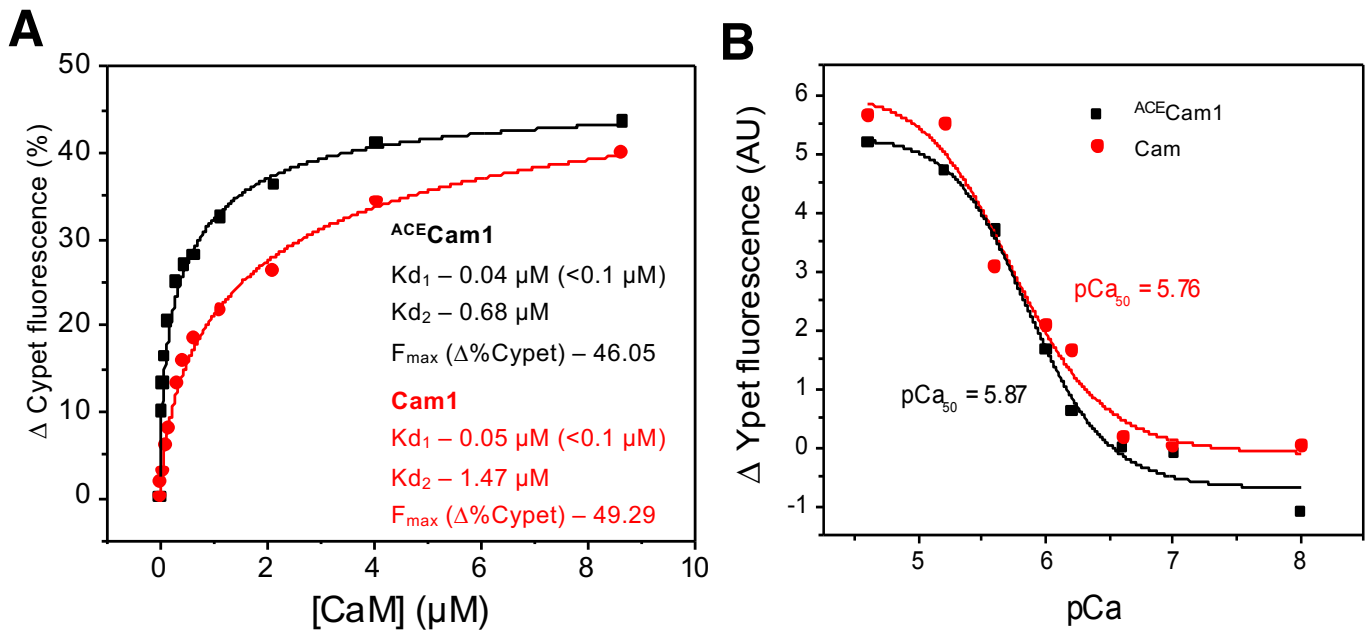 A
50
40
30
20
10
0
Δ Cypet fluorescence (%)
ACECam1
Kd1 – 0.04 µM (<0.1 µM)
Kd2 – 0.68 µM
Fmax (Δ%Cypet) – 46.05
Cam1
Kd1 – 0.05 µM (<0.1 µM)
Kd2 – 1.47 µM
Fmax (Δ%Cypet) – 49.29
0 2 4 6 8 10
[CaM] (µM)
B
6
5
4
3
2
1
0
-1
Δ Ypet fluorescence (AU)
ACECam1
Cam
pCa50 = 5.76
pCa50 = 5.87
5 6 7 8
pCa